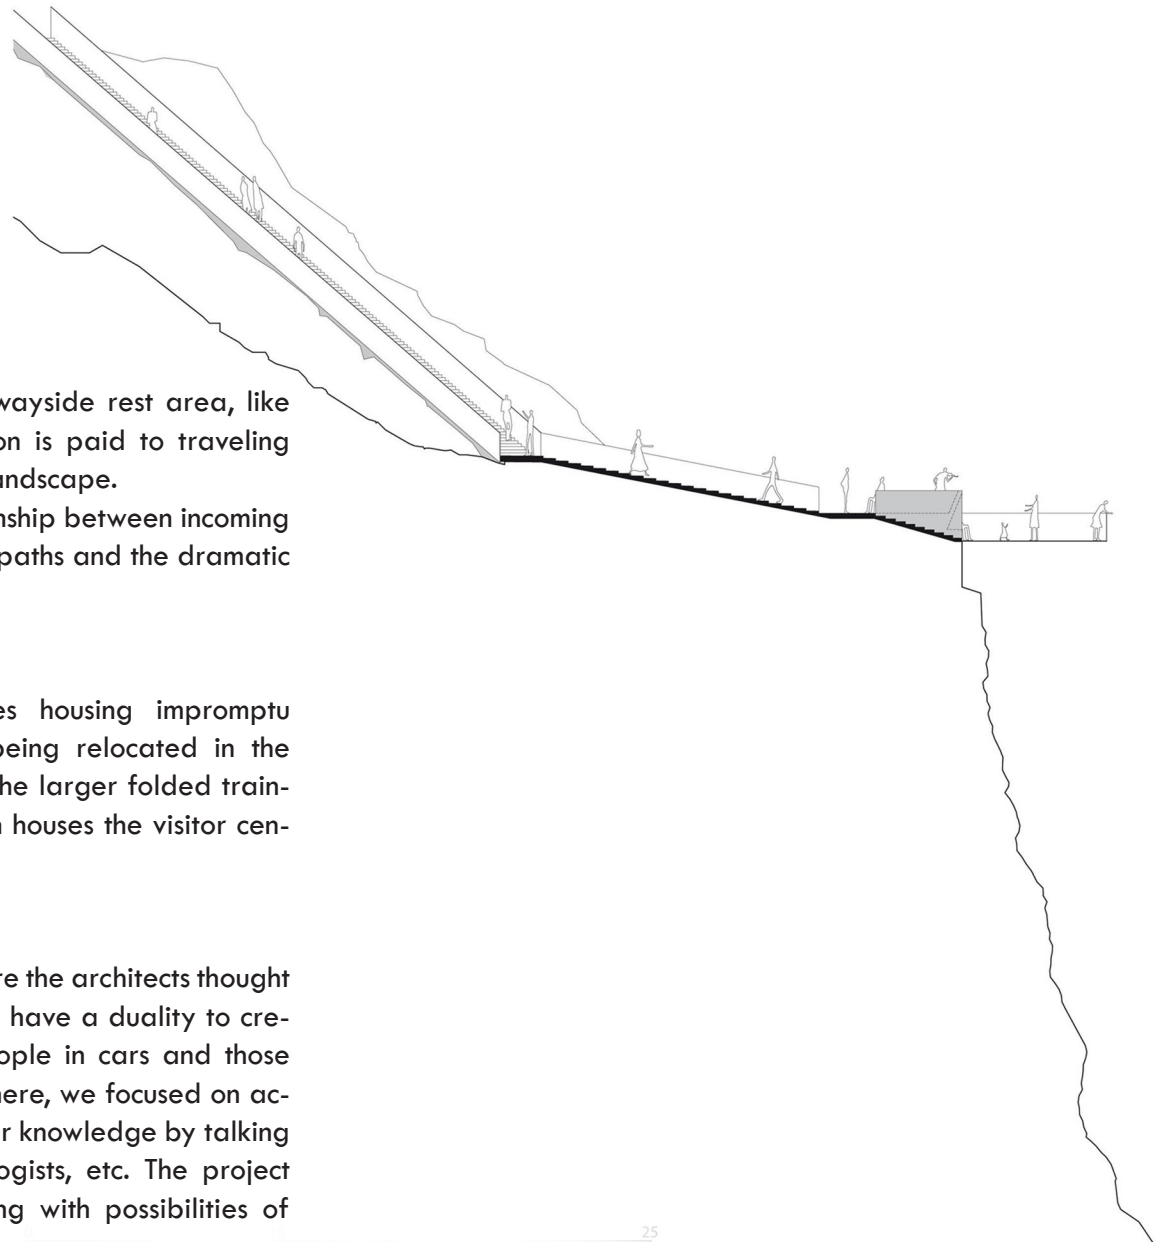 wayside rest area, like
on is paid to traveling
andscape.
nship between incoming
paths and the dramatic
es housing impromptu
being relocated in the
he larger folded train-
n houses the visitor cen-
re the architects thought
have a duality to cre-
ople in cars and those
here, we focused on ac-
r knowledge by talking
ogists, etc. The project
ng with possibilities of
25